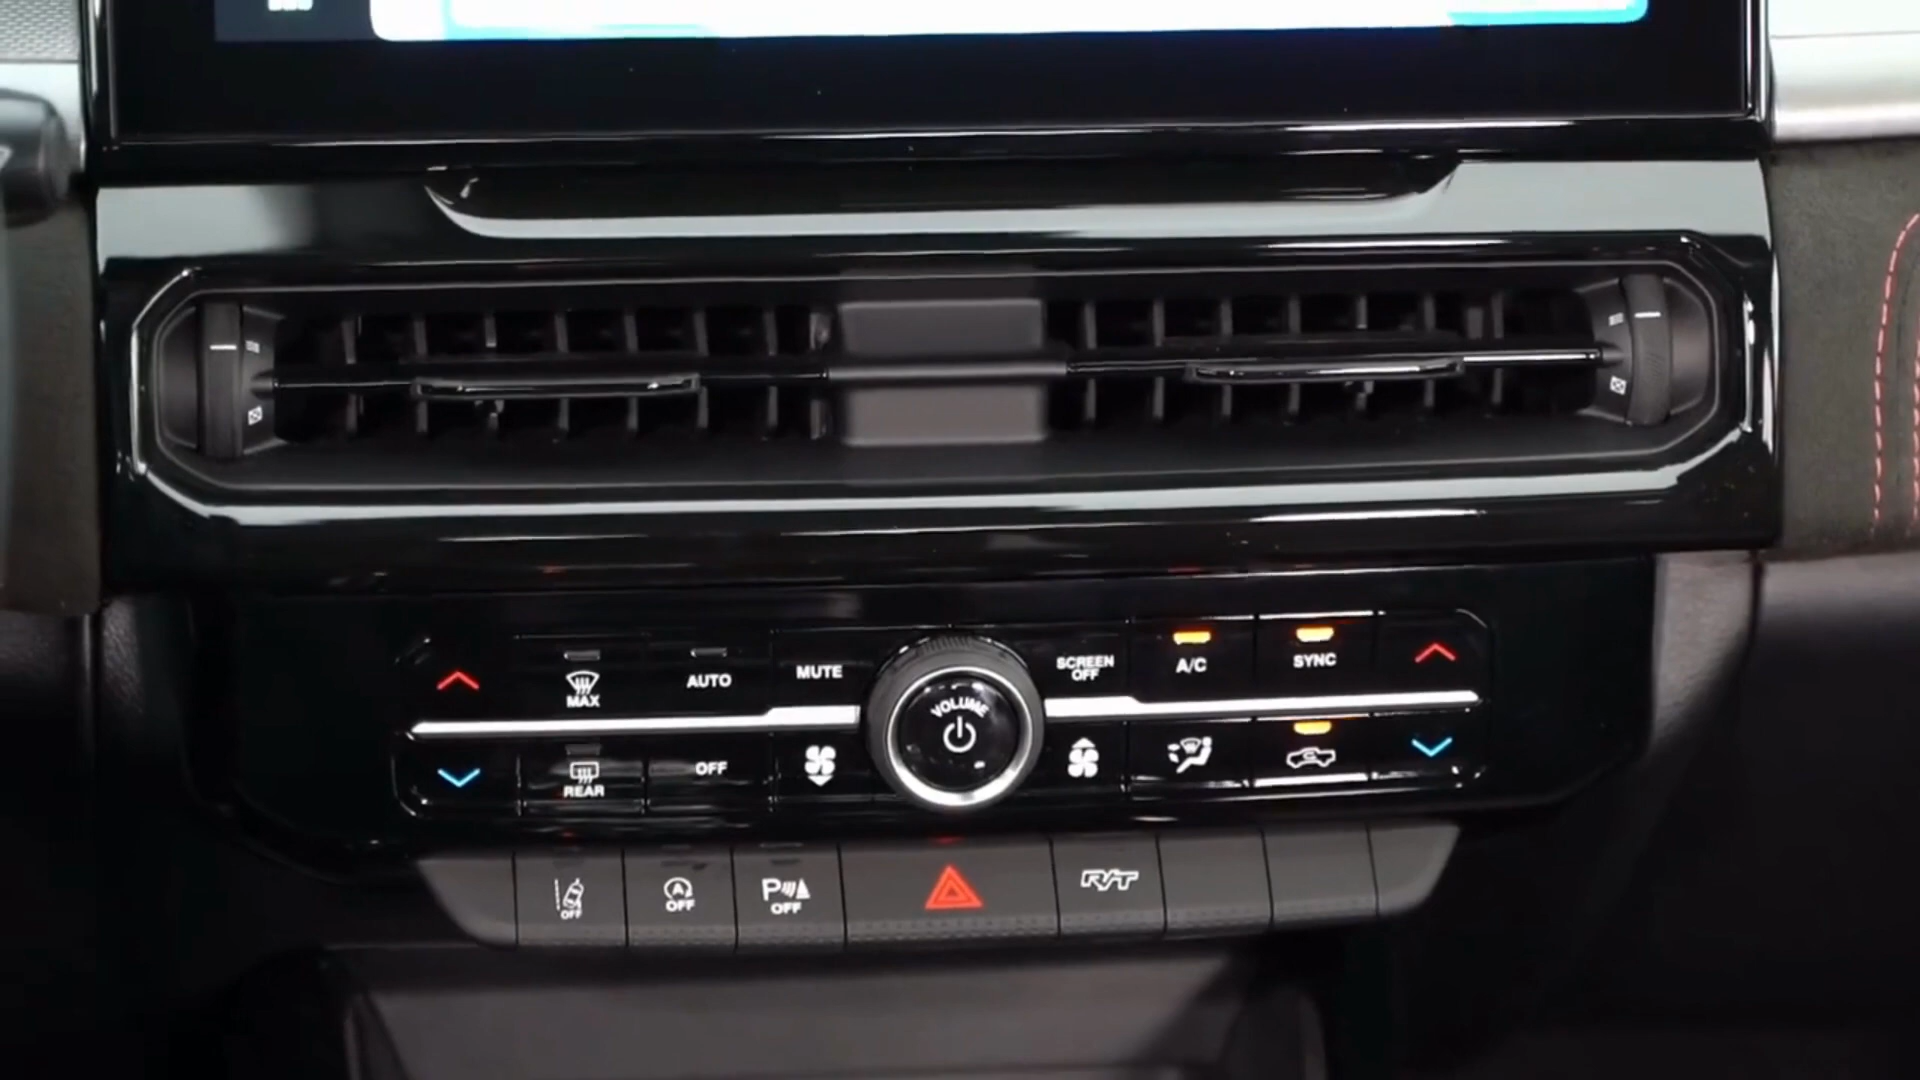 MAX
AUTO
MUTE
VOLUME
SCREEN
OFF
A/C
SYNC
REAR
OFF
OFF
A
OFF
P
OFF
R/T